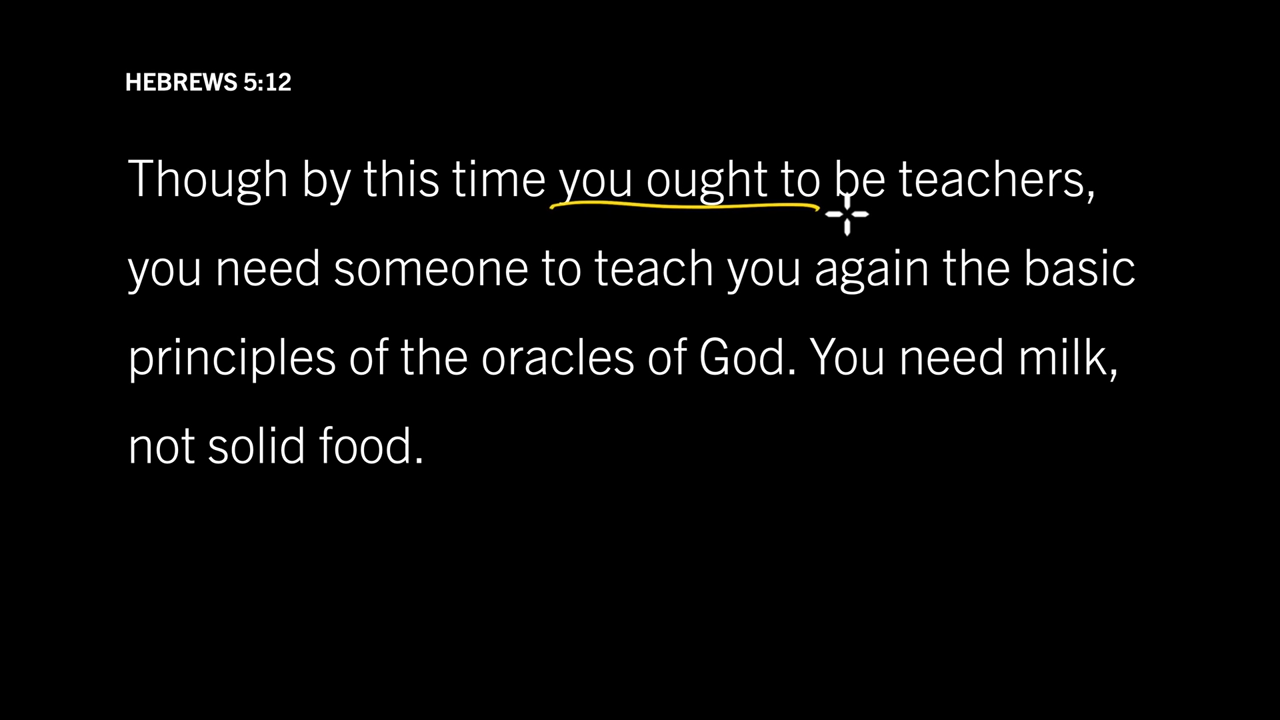 HEBREWS 5:12
Though by this time you ought to be teachers,
you need someone to teach you again the basic
principles of the oracles of God. You need milk,
not solid food.